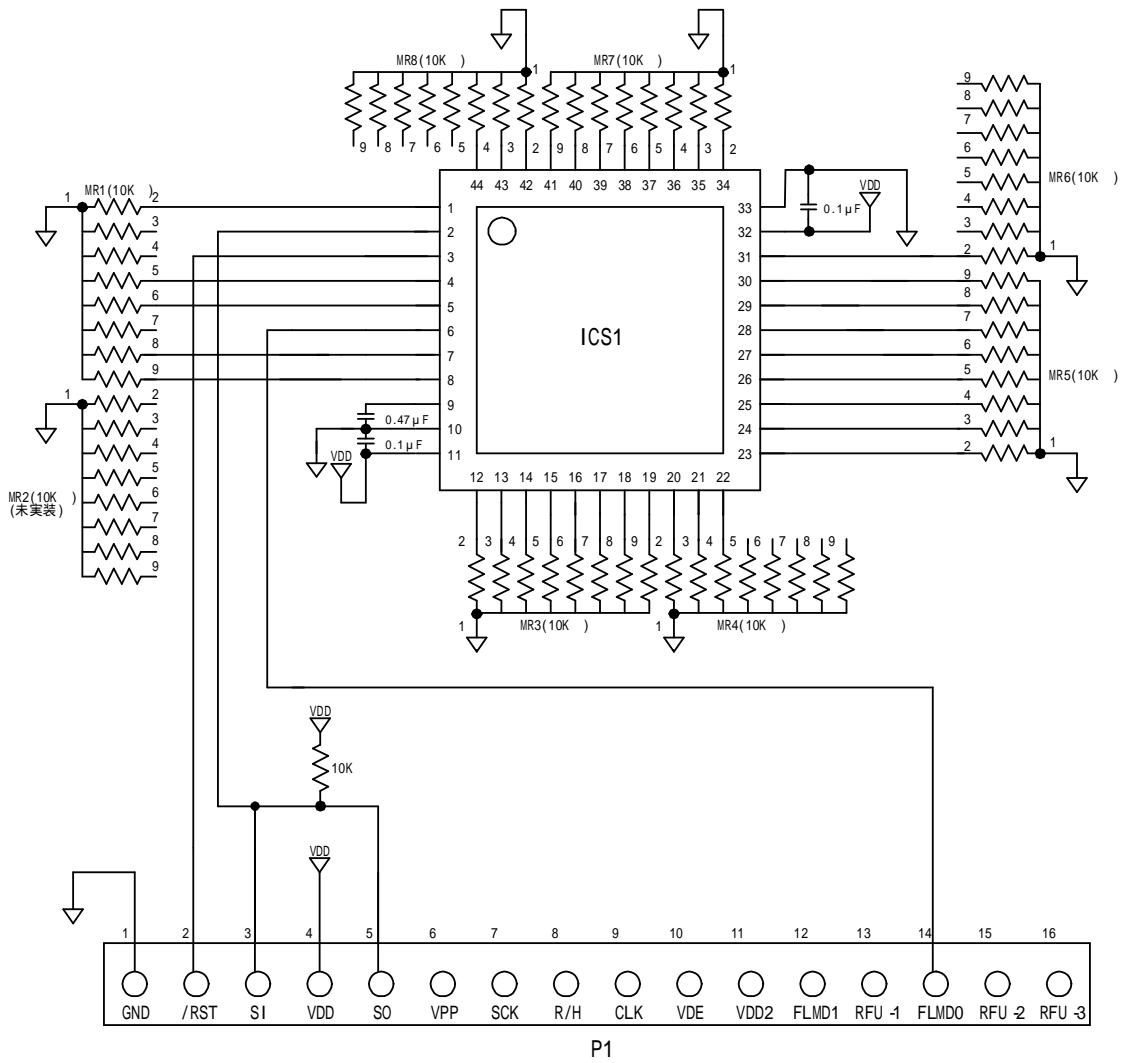 MR8(10K )
1
MR7(10K )
1
9 8 7 6 5 4 3 2 9 8 7 6 5 4 3 2
44 43 42 41 40 39 38 37 36 35 34
9
8
7
6
5
4
3
2
MR6(10K )
1
1
MR1(10K )
2
3
4
5
6
7
8
9
1
2
3
4
5
6
7
8
9
10
11
33
32
31
30
29
28
27
26
25
24
23
0.1μF
VDD
ICS1
9
8
7
6
5
4
3
2
MR5(10K )
1
0.47μF
0.1μF
VDD
1
2
3
4
5
6
7
8
9
MR2(10K )
(未実装)
12 13 14 15 16 17 18 19 20 21 22
2 3 4 5 6 7 8 9 2 3 4 5 6 7 8 9
1
MR3(10K )
1
MR4(10K )
VDD
10K
VDD
1 2 3 4 5 6 7 8 9 10 11 12 13 14 15 16
GND /RST SI VDD SO VPP SCK R/H CLK VDE VDD2 FLMD1 RFU-1 FLMD0 RFU-2 RFU-3
P1